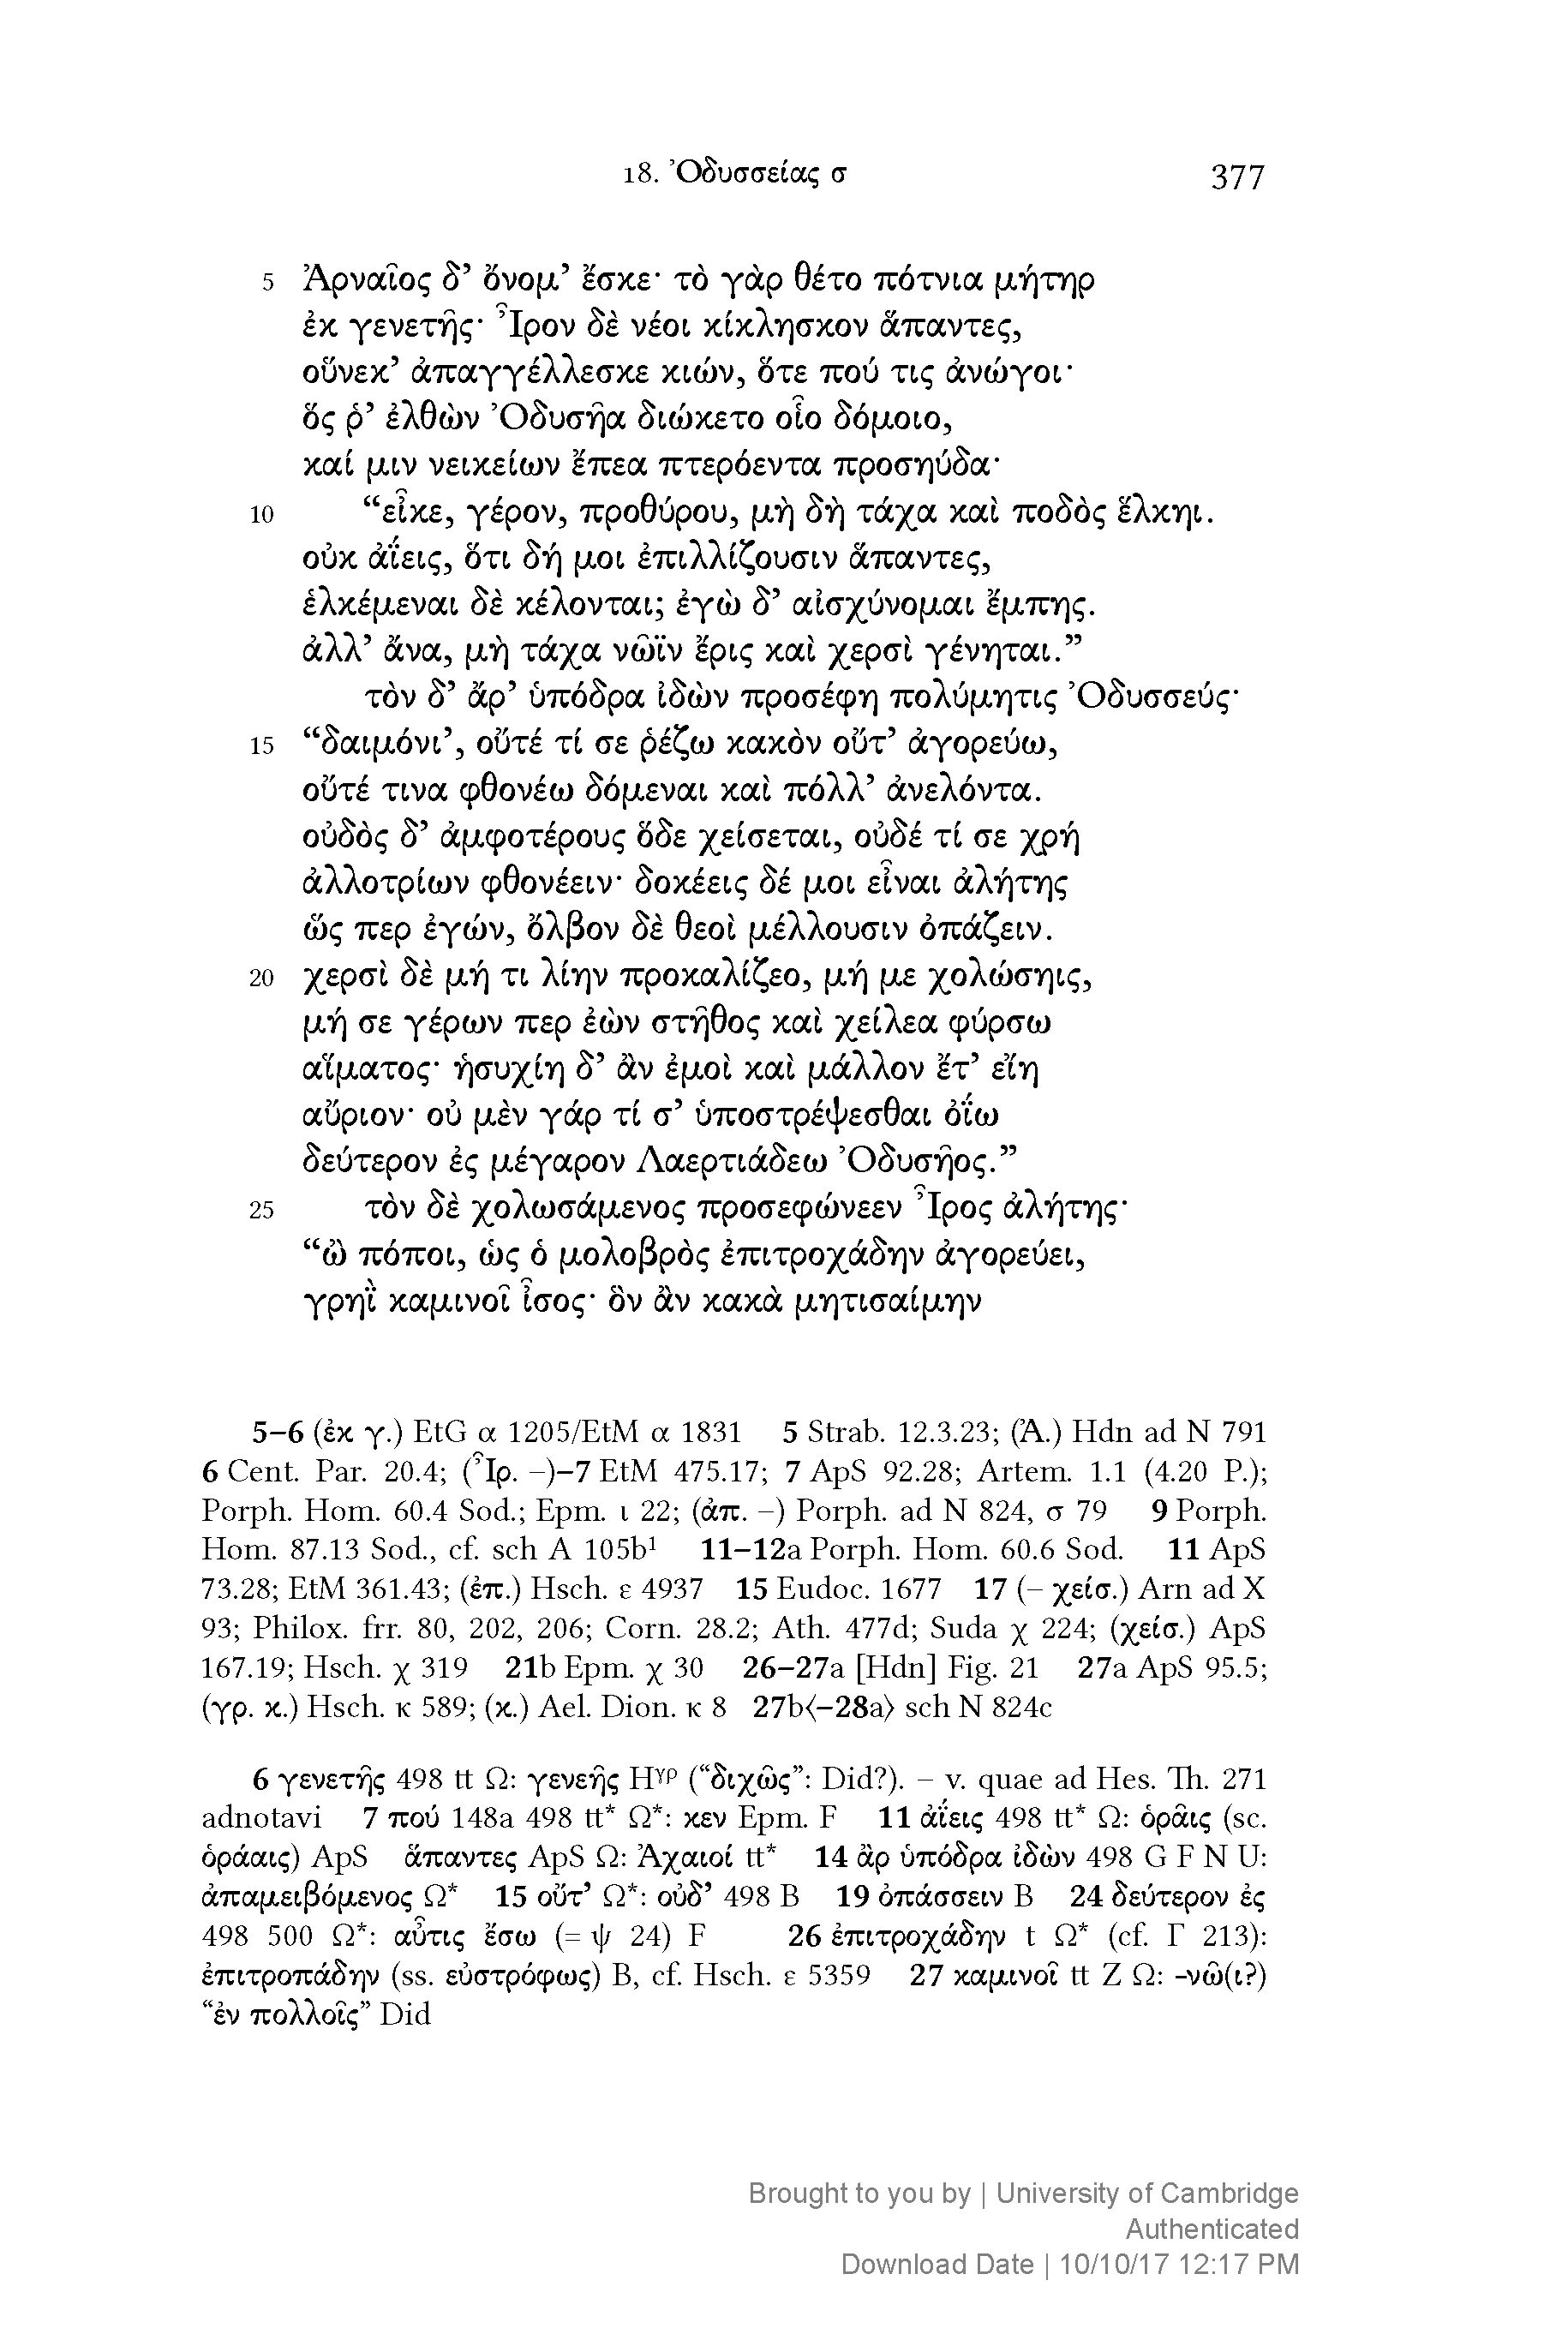 18. Ὀδυσσείας σ 377
5 Ἀρναῖος δ’ ὄνομ’ ἔσκε· τὸ γὰρ θέτο πότνια μήτηρ
ἐκ γενετῆς· Ἶρον δὲ νέοι κίκλησκον ἅπαντες,
οὕνεκ’ ἀπαγγέλλεσκε κιών, ὅτε πού τις ἀνώγοι·
ὅς ῥ’ ἐλθὼν Ὀδυσῆα διώκετο οἷο δόμοιο,
καί μιν νεικείων ἔπεα πτερόεντα προσηύδα·
10 “εἶκε, γέρον, προθύρου, μὴ δὴ τάχα καὶ ποδὸς ἕλκηι.
οὐκ ἀΐεις, ὅτι δή μοι ἐπιλλίζουσιν ἅπαντες,
ἑλκέμεναι δὲ κέλονται; ἐγὼ δ’ αἰσχύνομαι ἔμπης.
ἀλλ’ ἄνα, μὴ τάχα νῶϊν ἔρις καὶ χερσὶ γένηται.”
τὸν δ’ ἄρ’ ὑπόδρα ἰδὼν προσέφη πολύμητις Ὀδυσσεύς·
15 “δαιμόνι’, οὔτέ τί σε ῥέζω κακὸν οὔτ’ ἀγορεύω,
οὔτέ τινα φθονέω δόμεναι καὶ πόλλ’ ἀνελόντα.
οὐδὸς δ’ ἀμφοτέρους ὅδε χείσεται, οὐδέ τί σε χρή
ἀλλοτρίων φθονέειν· δοκέεις δέ μοι εἶναι ἀλήτης
ὥς περ ἐγών, ὄλβον δὲ θεοὶ μέλλουσιν ὀπάζειν.
20 χερσὶ δὲ μή τι λίην προκαλίζεο, μή με χολώσηις,
μή σε γέρων περ ἐὼν στῆθος καὶ χείλεα φύρσω
αἵματος· ἡσυχίη δ’ ἂν ἐμοὶ καὶ μάλλον ἔτ’ εἴη
αὔριον· οὐ μὲν γάρ τί σ’ ὑποστρέψεσθαι ὀΐω
δεύτερον ἐς μέγαρον Λαερτιάδεω Ὀδυσῆος.”
25 τὸν δὲ χολωσάμενος προσεφώνεεν Ἶρος ἀλήτης·
“ὢ πόποι, ὡς ὁ μολοβρὸς ἐπιτροχάδην ἀγορεύει,
γρηῒ καμινοῖ ἶσος· ὃν ἂν κακὰ μητισαίμην
5–6 (ἐκ γ.) EtG α 1205/EtM α 1831 5 Strab. 12.3.23; (Ἀ.) Hdn ad N 791
6 Cent. Par. 20.4; (Ἶρ. –)–7 EtM 475.17; 7 ApS 92.28; Artem. 1.1 (4.20 P.);
Porph. Hom. 60.4 Sod.; Epm. ι 22; (ἀπ. –) Porph. ad N 824, σ 79 9 Porph.
Hom. 87.13 Sod., cf. sch A 105b¹ 11–12a Porph. Hom. 60.6 Sod. 11 ApS
73.28; EtM 361.43; (ἐπ.) Hsch. ε 4937 15 Eudoc. 1677 17 (– χείσ.) Arn ad X
93; Philox. frr. 80, 202, 206; Corn. 28.2; Ath. 477d; Suda χ 224; (χείσ.) ApS
167.19; Hsch. χ 319 21b Epm. χ 30 26–27a [Hdn] Fig. 21 27a ApS 95.5;
(γρ. κ.) Hsch. κ 589; (κ.) Ael. Dion. κ 8 27b⟨–28a⟩ sch N 824c
6 γενετῆς 498 tt Ω: γενεῆς Hᵞᵖ (“διχῶς”: Did?). – v. quae ad Hes. Th. 271
adnotavi 7 πού 148a 498 tt* Ω*: κεν Epm. F 11 ἀΐεις 498 tt* Ω: ὁρᾶις (sc.
ὁράαις) ApS ἅπαντες ApS Ω: Ἀχαιοί tt* 14 ἂρ ὑπόδρα ἰδὼν 498 G F N U:
ἀπαμειβόμενος Ω* 15 οὔτ’ Ω*: οὐδ’ 498 B 19 ὀπάσσειν B 24 δεύτερον ἐς
498 500 Ω*: αὖτις ἔσω (= ψ 24) F 26 ἐπιτροχάδην t Ω* (cf. Γ 213):
ἐπιτροπάδην (ss. εὐστρόφως) B, cf. Hsch. ε 5359 27 καμινοῖ tt Z Ω: -νῶ(ι?)
“ἐν πολλοῖς” Did
Brought to you by | University of Cambridge
Authenticated
Download Date | 10/10/17 12:17 PM